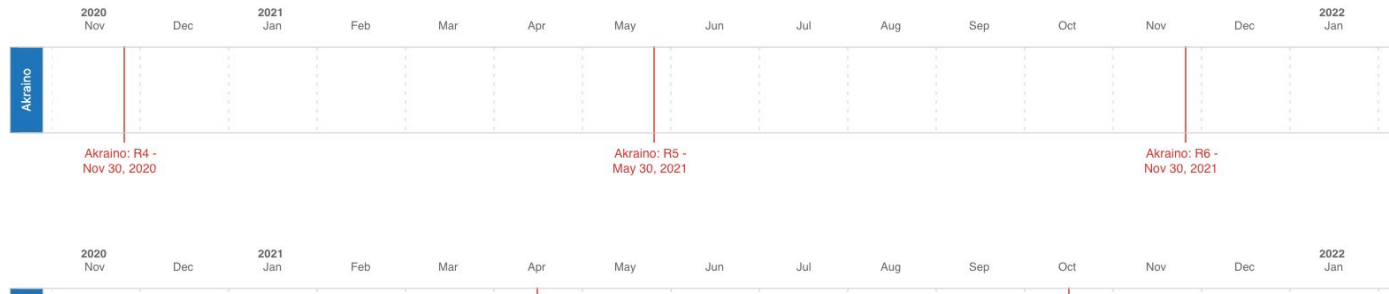 2020 2021 2022
Nov Dec Jan Feb Mar Apr May Jun Jul Aug Sep Oct Nov Dec Jan
Akraino
Akraino: R4 - Akraino: R5 - Akraino: R6 -
Nov 30, 2020 May 30, 2021 Nov 30, 2021
2020 2021 2022
Nov Dec Jan Feb Mar Apr May Jun Jul Aug Sep Oct Nov Dec Jan